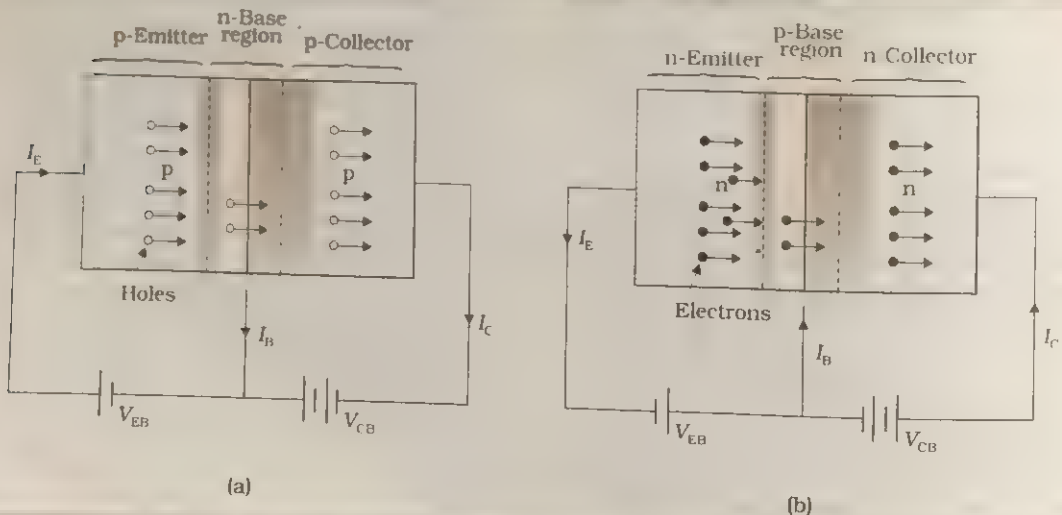 n-Base
p-Emitter region p-Collector
I_E
p
p
Holes
I_B
I_C
V_EB
V_CB
(a)
p-Base
region
n-Emitter
n Collector
n
n
I_E
Electrons
I_B
I_C
V_EB
V_CB
(b)